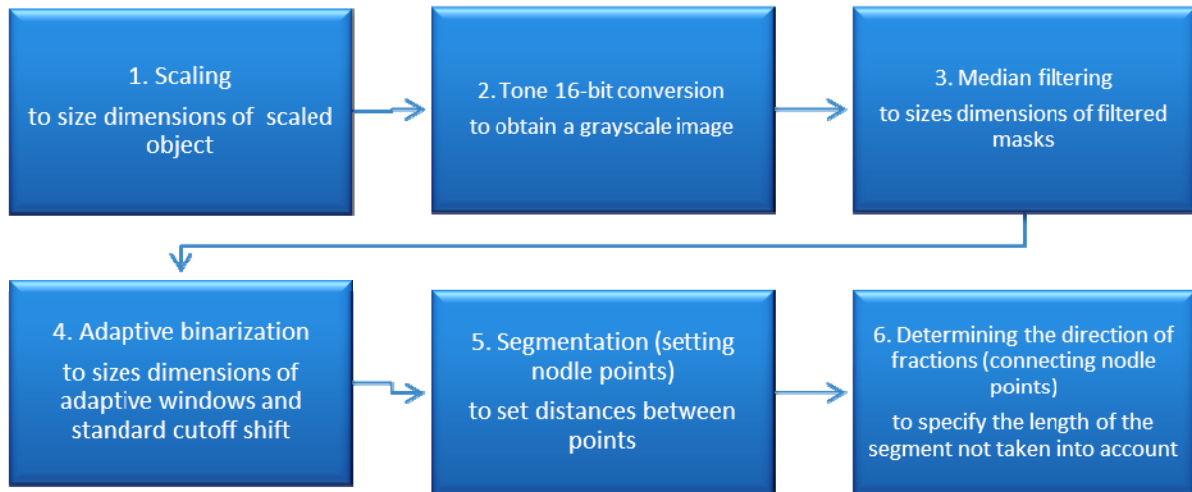 1. Scaling
to size dimensions of scaled
object
2. Tone 16-bit conversion
to obtain a grayscale image
3. Median filtering
to sizes dimensions of filtered
masks
4. Adaptive binarization
to sizes dimensions of
adaptive windows and
standard cutoff shift
5. Segmentation (setting
nodle points)
to set distances between
points
6. Determining the direction of
fractions (connecting nodle
points)
to specify the length of the
segment not taken into account